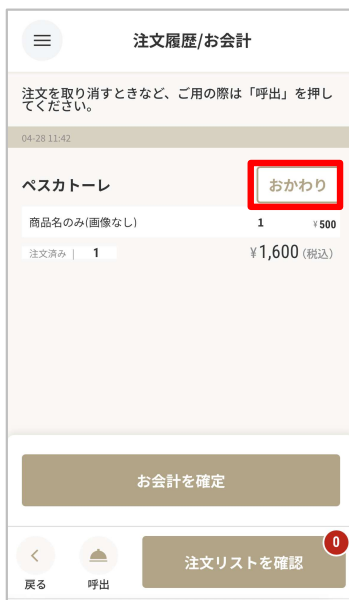 注文履歴/お会計
注文を取り消すときなど、ご用の際は「呼出」を押し
てください。
04-28 11:42
ペスカトーレ おかわり
商品名のみ(画像なし) 1 ¥500
注文済み | 1 ¥1,600 (税込)
お会計を確定
0
戻る 呼出 注文リストを確認